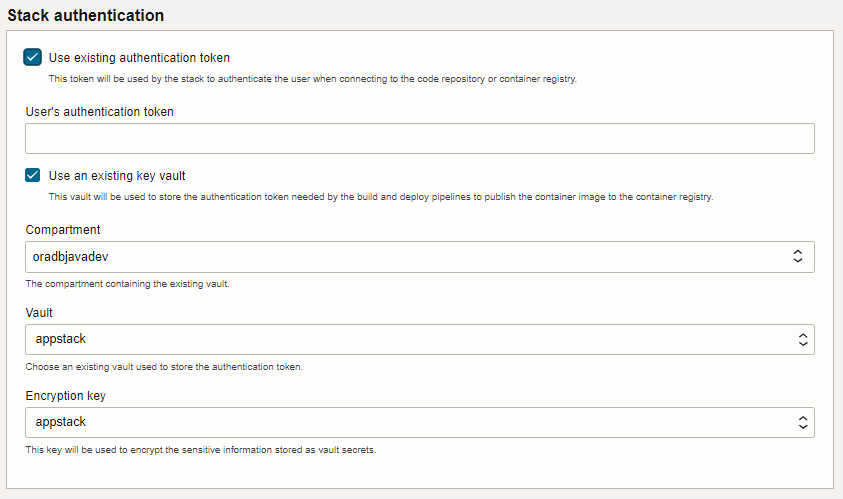 Stack authentication
Use existing authentication token
This token will be used by the stack to authenticate the user when connecting to the code repository or container registry.
User's authentication token
Use an existing key vault
This vault will be used to store the authentication token needed by the build and deploy pipelines to publish the container image to the container registry.
Compartment
oradbjavadev
The compartment containing the existing vault.
Vault
appstack
Choose an existing vault used to store the authentication token.
Encryption key
appstack
This key will be used to encrypt the sensitive information stored as vault secrets.